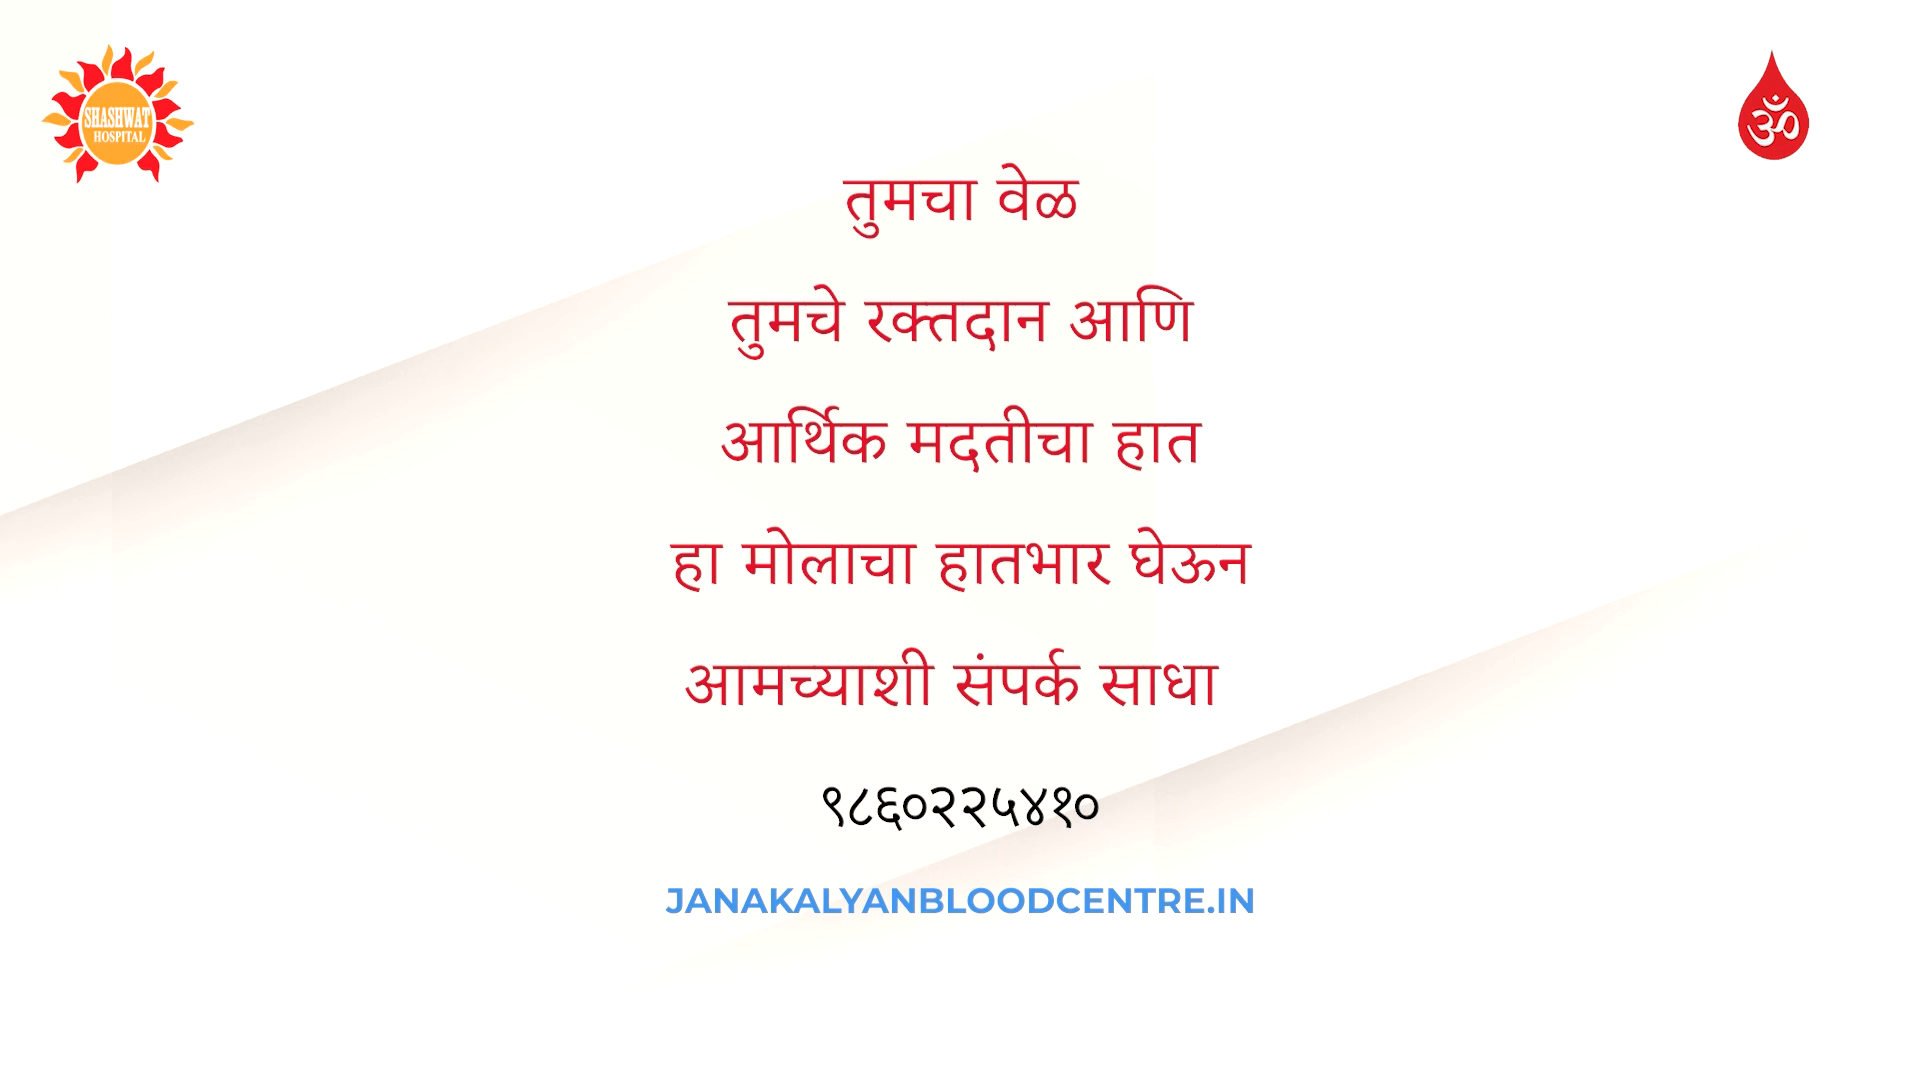 SHASHWAT
HOSPITAL
ॐ
तुमचा वेळ
तुमचे रक्तदान आणि
आर्थिक मदतीचा हात
हा मोलाचा हातभार घेऊन
आमच्याशी संपर्क साधा
९८६०२२५४१०
JANAKALYANBLOODCENTRE.IN